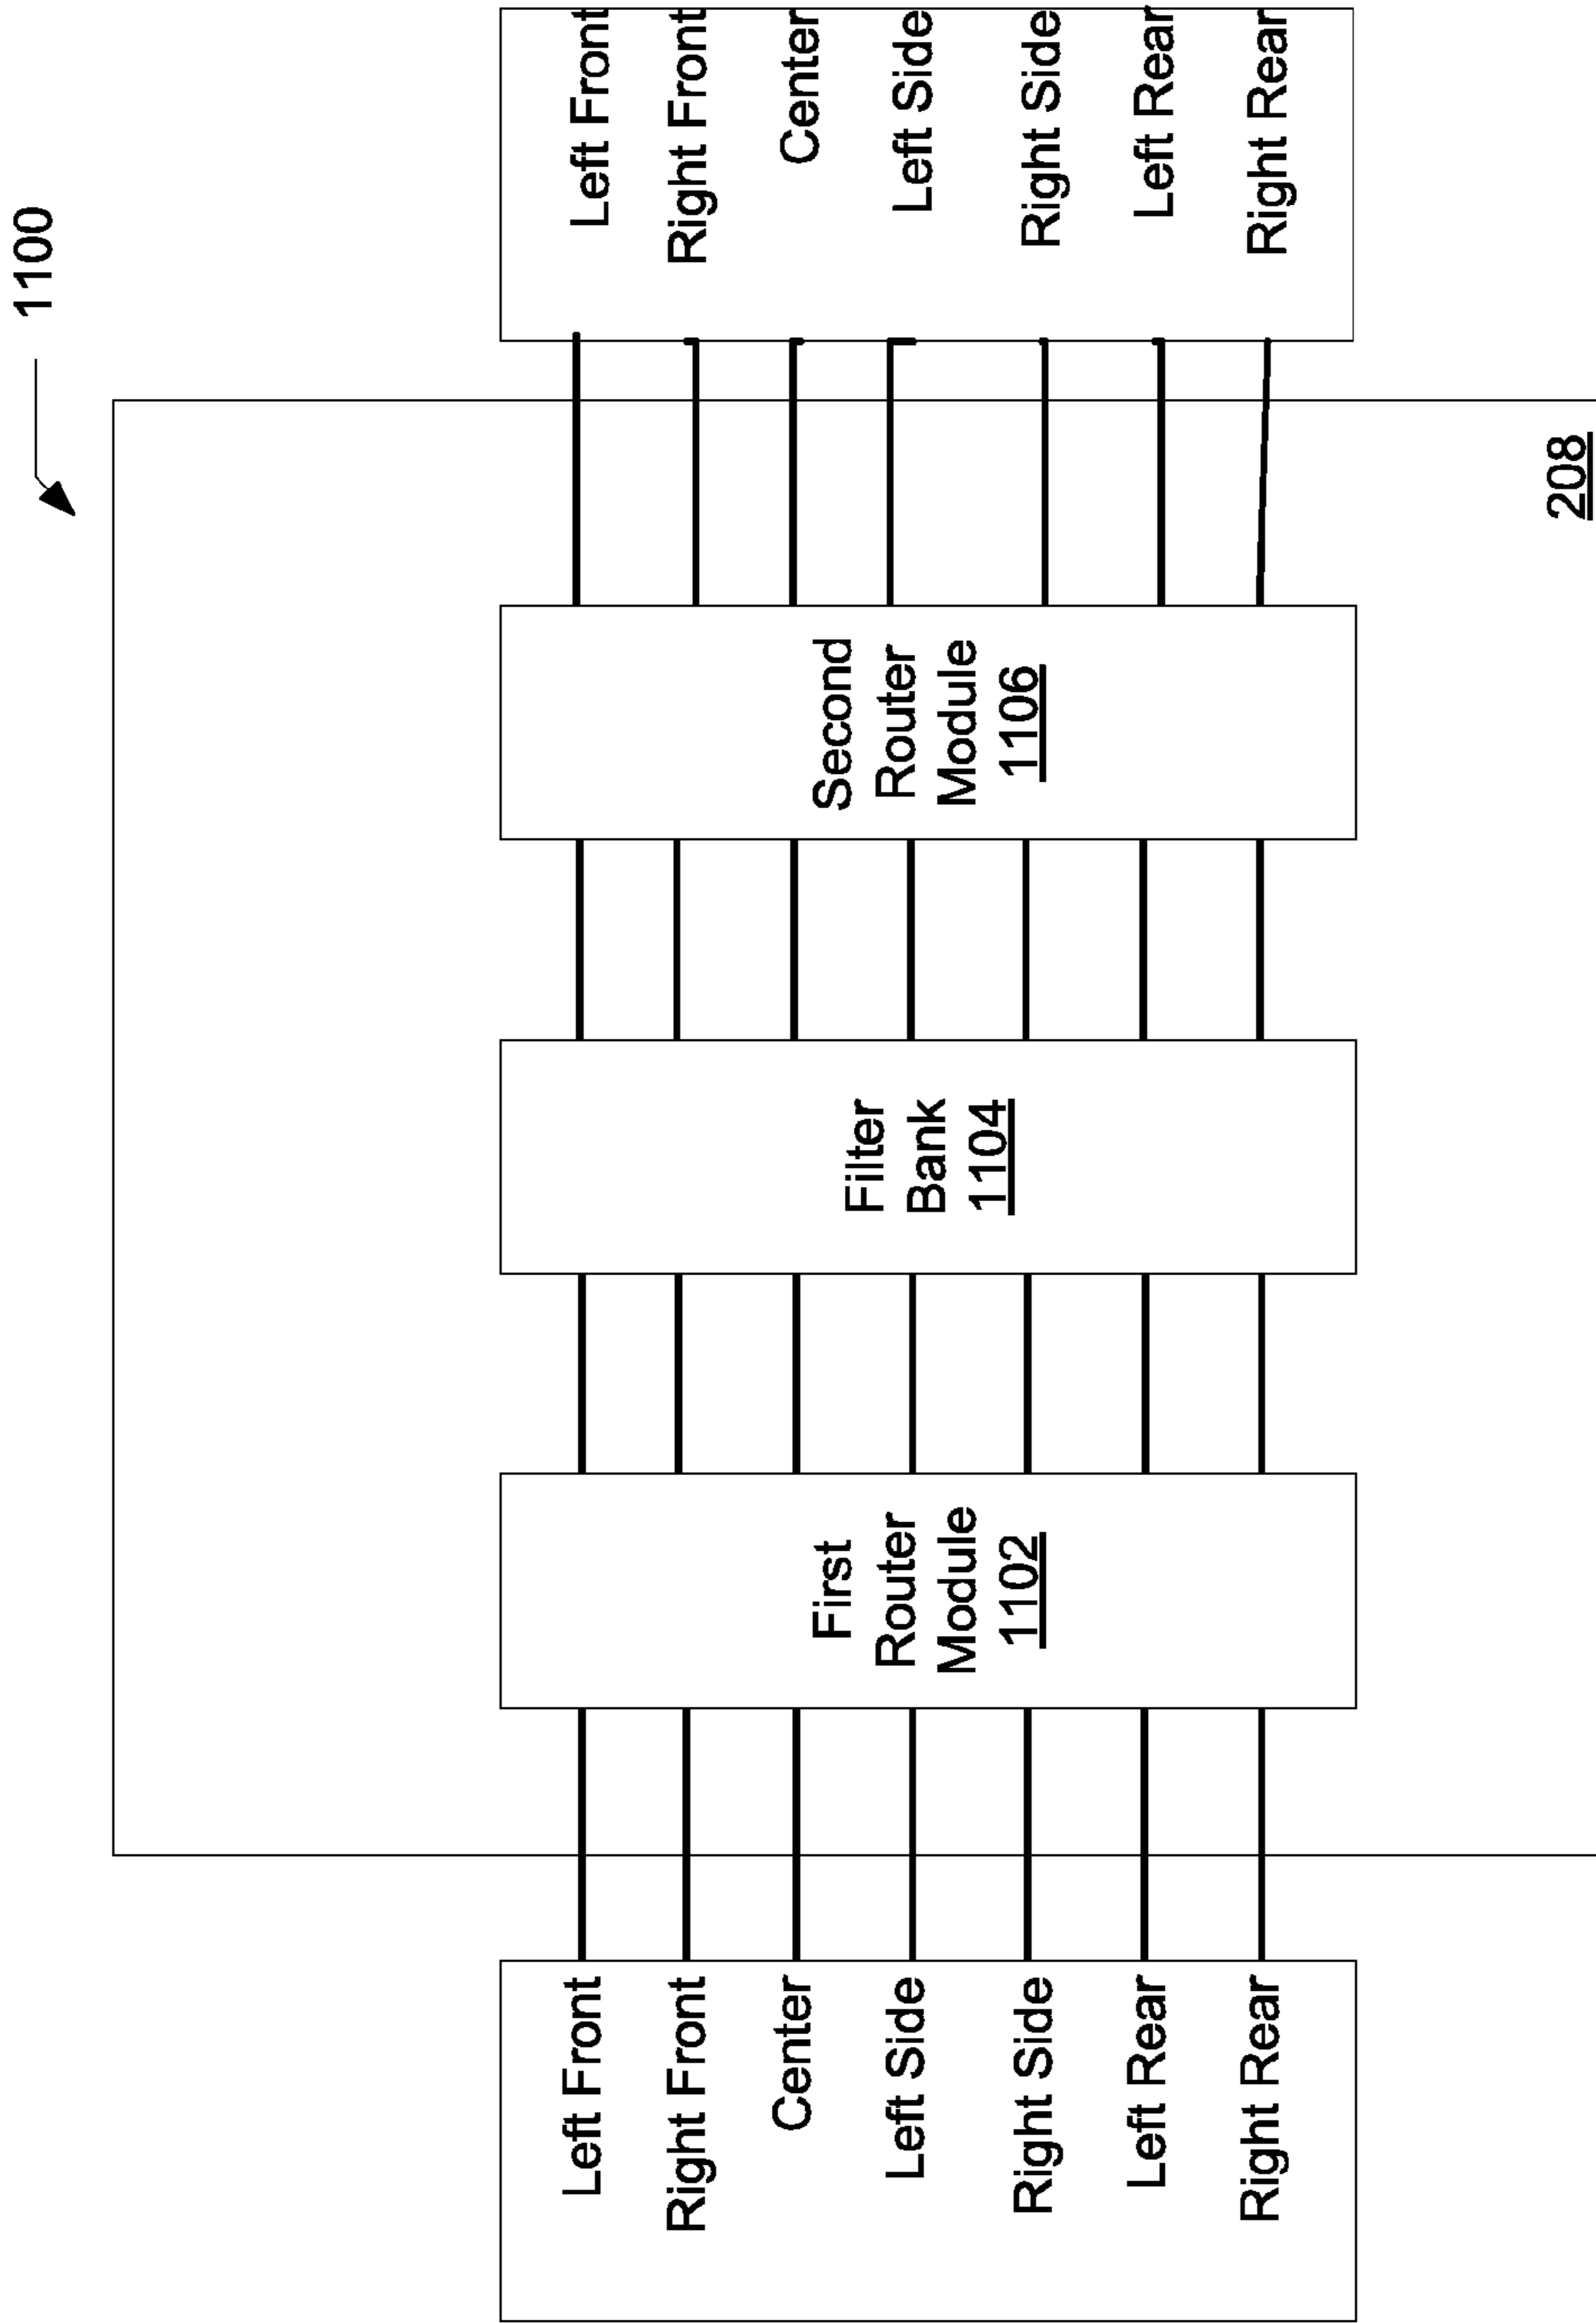 1100
Left Front
Right Front
Center
Left Side
Right Side
Left Rear
Right Rear
First
Router
Module
1102
Filter
Bank
1104
Second
Router
Module
1106
Left Front
Right Front
Center
Left Side
Right Side
Left Rear
Right Rear
208